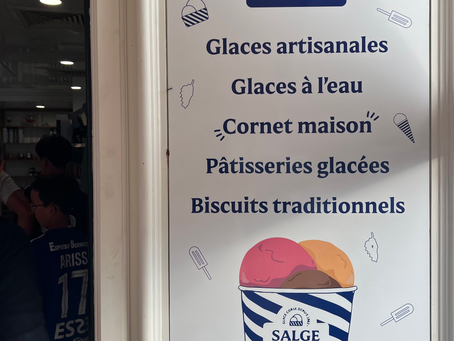 Glaces artisanales
Glaces à l'eau
Cornet maison
Pâtisseries glacées
Biscuits traditionnels
SALGE
17